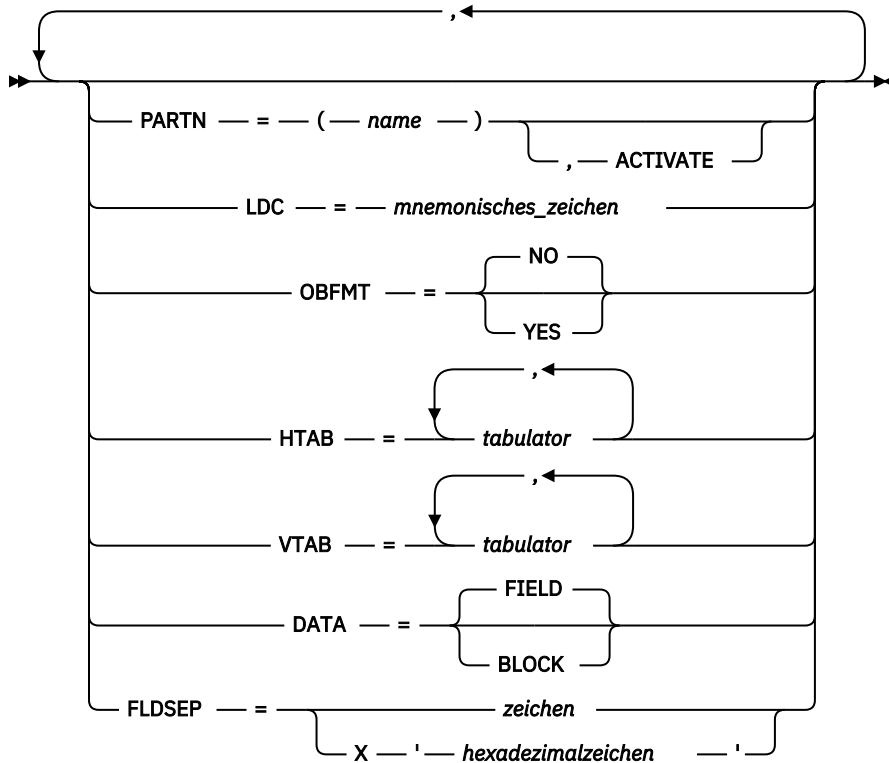 ,
PARTN = ( name )
, ACTIVATE
LDC = mnemonisches_zeichen
NO
OBFMT =
YES
,
HTAB = tabulator
,
VTAB = tabulator
FIELD
DATA =
BLOCK
FLDSEP = zeichen
X ' hexadezimalzeichen '